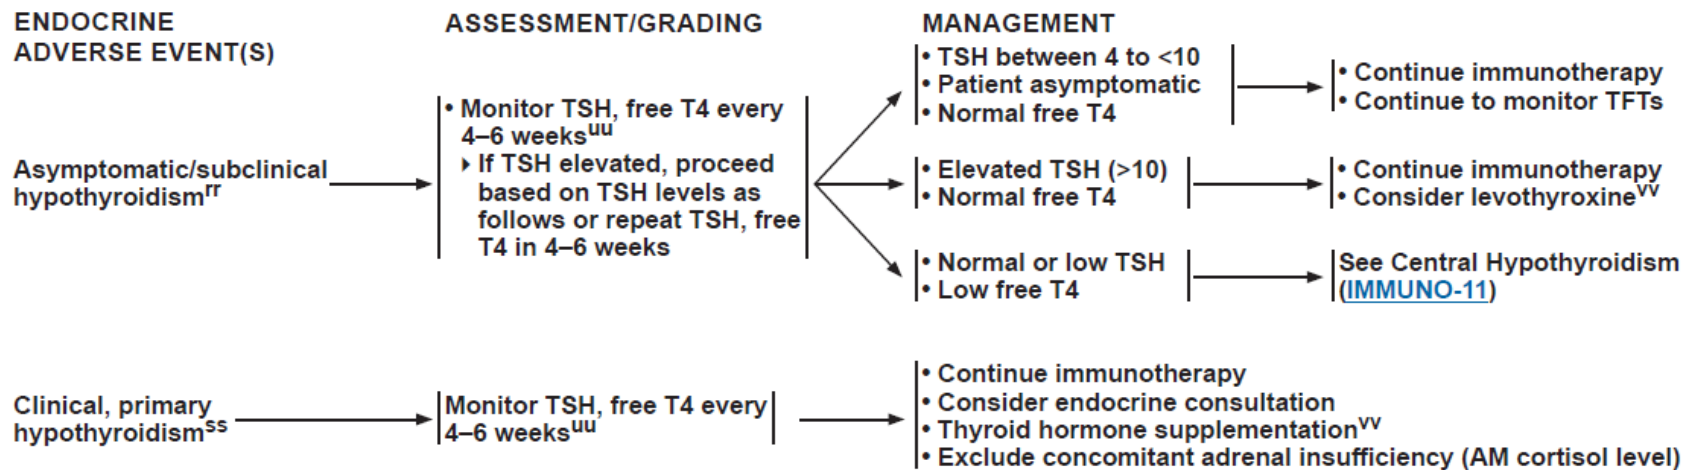 ENDOCRINE
ADVERSE EVENT(S)
ASSESSMENT/GRADING
MANAGEMENT
Asymptomatic/subclinical
hypothyroidismrr
• Monitor TSH, free T4 every
4–6 weeksuu
‣ If TSH elevated, proceed
based on TSH levels as
follows or repeat TSH, free
T4 in 4–6 weeks
• TSH between 4 to <10
• Patient asymptomatic
• Normal free T4
• Continue immunotherapy
• Continue to monitor TFTs
• Elevated TSH (>10)
• Normal free T4
• Continue immunotherapy
• Consider levothyroxinevv
• Normal or low TSH
• Low free T4
See Central Hypothyroidism
(IMMUNO-11)
Clinical, primary
hypothyroidismss
Monitor TSH, free T4 every
4–6 weeksuu
• Continue immunotherapy
• Consider endocrine consultation
• Thyroid hormone supplementationvv
• Exclude concomitant adrenal insufficiency (AM cortisol level)